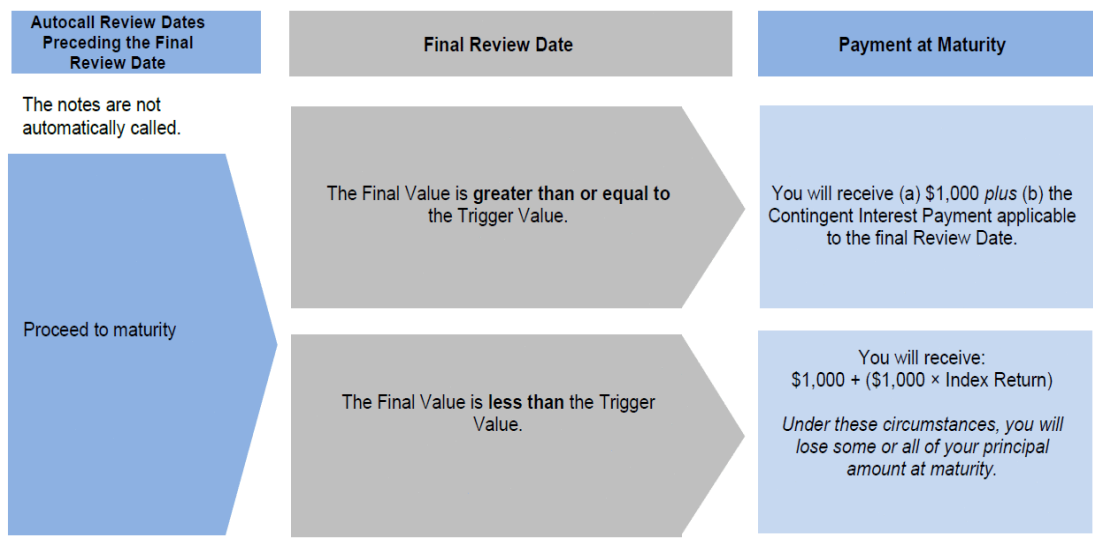 Autocall Review Dates
Preceding the Final
Review Date
Final Review Date
Payment at Maturity
The notes are not
automatically called.
Proceed to maturity
The Final Value is greater than or equal to
the Trigger Value.
You will receive (a) $1,000 plus (b) the
Contingent Interest Payment applicable
to the final Review Date.
The Final Value is less than the Trigger
Value.
You will receive:
$1,000 + ($1,000 × Index Return)
Under these circumstances, you will
lose some or all of your principal
amount at maturity.